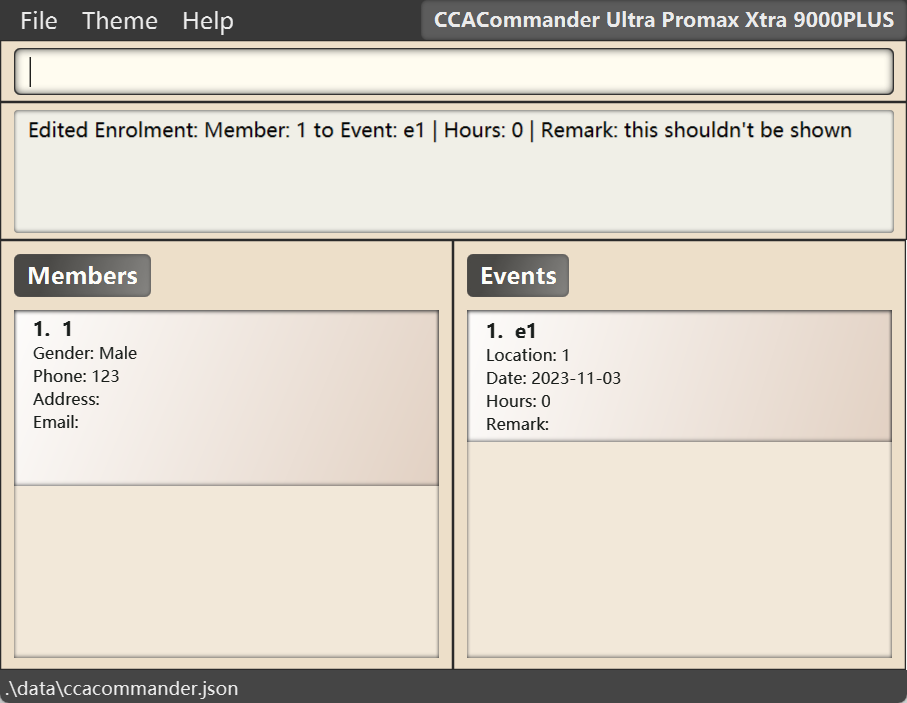 File Theme Help CCACommander Ultra Promax Xtra 9000PLUS
Edited Enrolment: Member: 1 to Event: e1 | Hours: 0 | Remark: this shouldn't be shown
Members
1. 1
Gender: Male
Phone: 123
Address:
Email:
Events
1. e1
Location: 1
Date: 2023-11-03
Hours: 0
Remark:
.\data\ccacommander.json